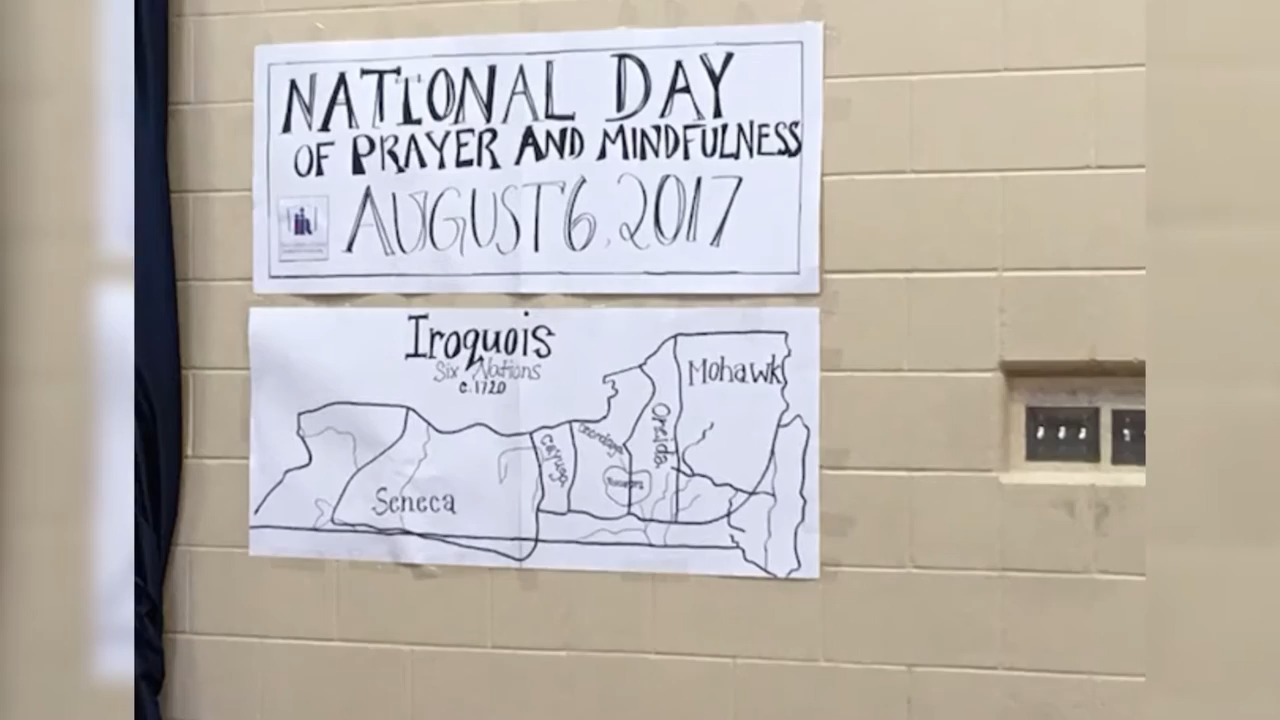 NATIONAL DAY
OF PRAYER AND MINDFULNESS
AUGUST 6, 2017
Iroquois
Six Nations
c. 1720
Mohawk
Oneida
Onondaga
Cayuga
Seneca